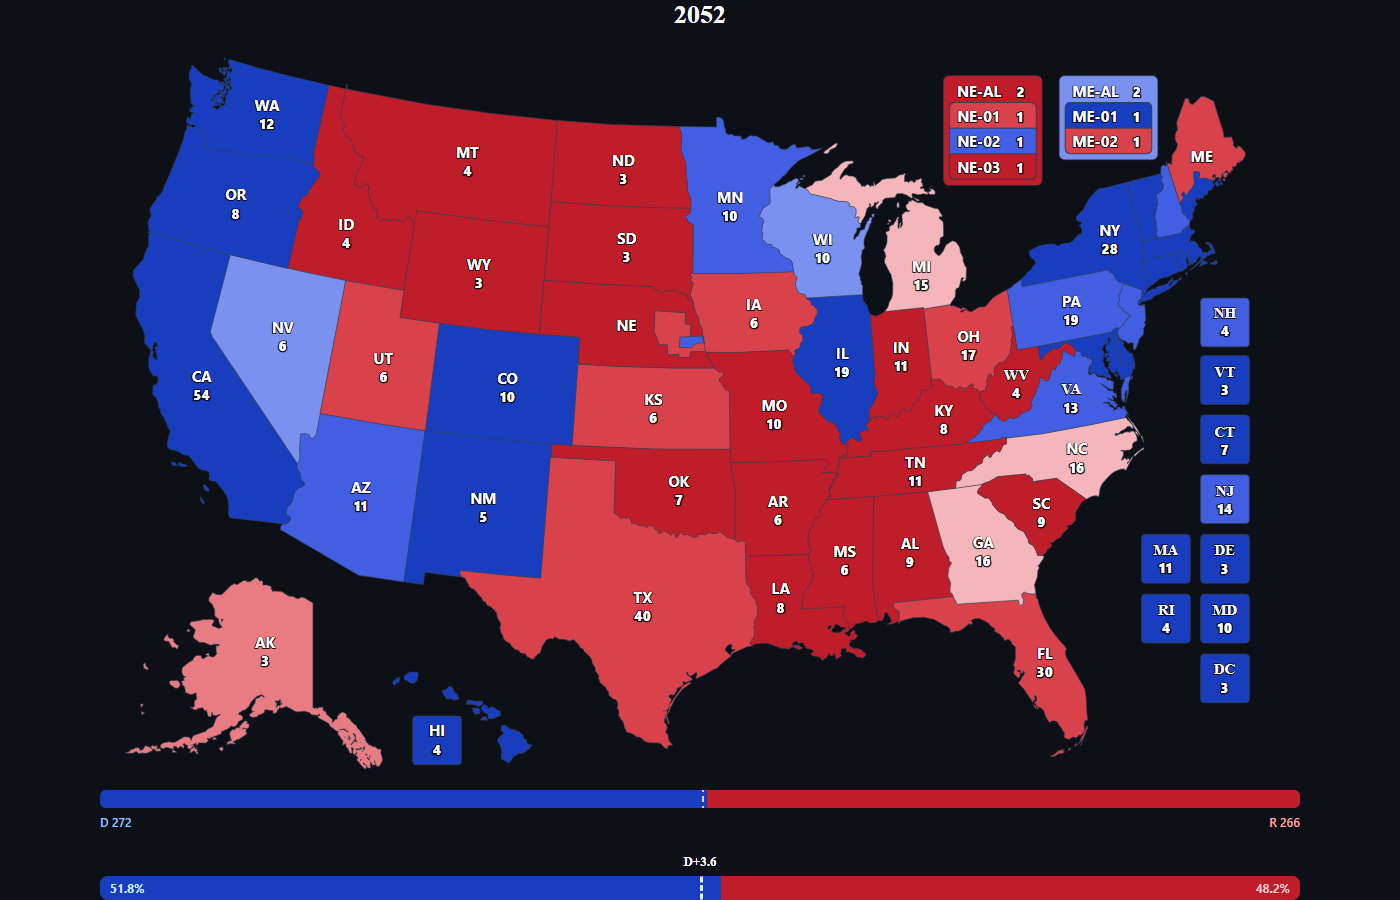 2052
WA
12
OR
8
CA
54
NV
6
ID
4
MT
4
WY
3
UT
6
AZ
11
CO
10
NM
5
ND
3
SD
3
NE
KS
6
OK
7
TX
40
MN
10
IA
6
MO
10
AR
6
LA
8
WI
10
IL
19
MI
15
IN
11
OH
17
KY
8
TN
11
MS
6
AL
9
GA
16
FL
30
SC
9
NC
16
VA
13
WV
4
PA
19
NY
28
ME
NE-AL 2
NE-01 1
NE-02 1
NE-03 1
ME-AL 2
ME-01 1
ME-02 1
NH
4
VT
3
CT
7
NJ
14
MA
11
DE
3
RI
4
MD
10
DC
3
AK
3
HI
4
D 272
R 266
D+3.6
51.8%
48.2%